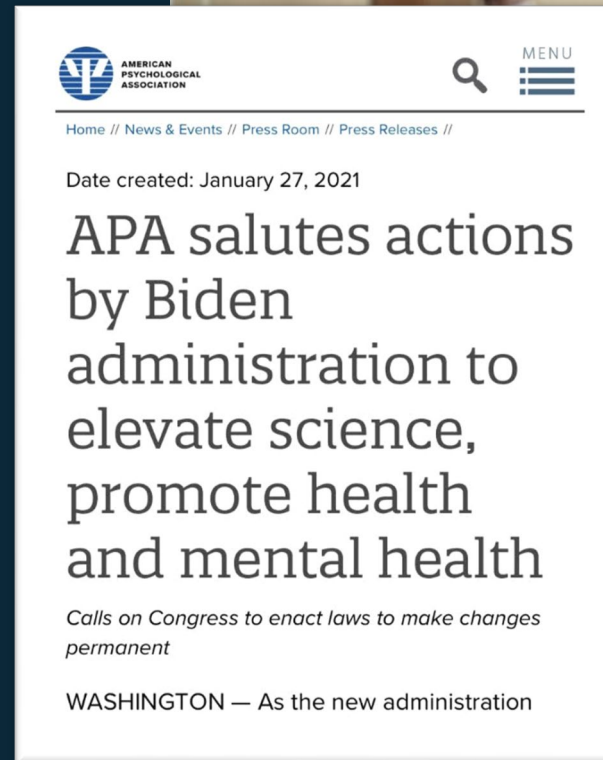 AMERICAN
PSYCHOLOGICAL
ASSOCIATION
MENU
Home // News & Events // Press Room // Press Releases //
Date created: January 27, 2021
APA salutes actions
by Biden
administration to
elevate science,
promote health
and mental health
Calls on Congress to enact laws to make changes
permanent
WASHINGTON — As the new administration